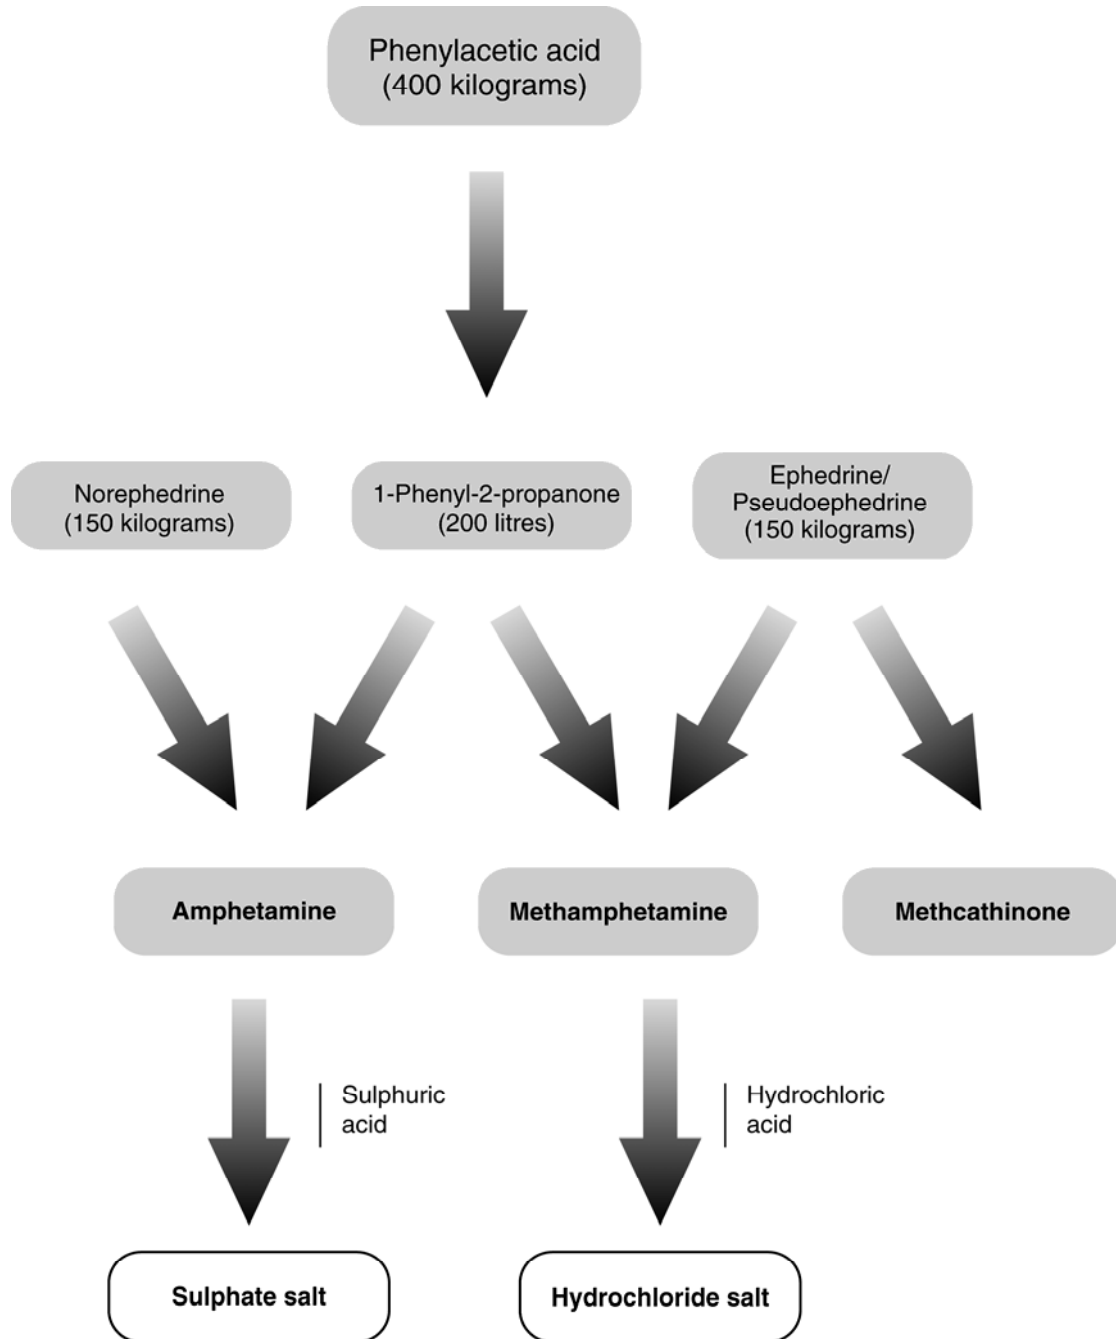 Phenylacetic acid
(400 kilograms)
Norephedrine
(150 kilograms)
1-Phenyl-2-propanone
(200 litres)
Ephedrine/
Pseudoephedrine
(150 kilograms)
Amphetamine
Methamphetamine
Methcathinone
Sulphuric
acid
Hydrochloric
acid
Sulphate salt
Hydrochloride salt